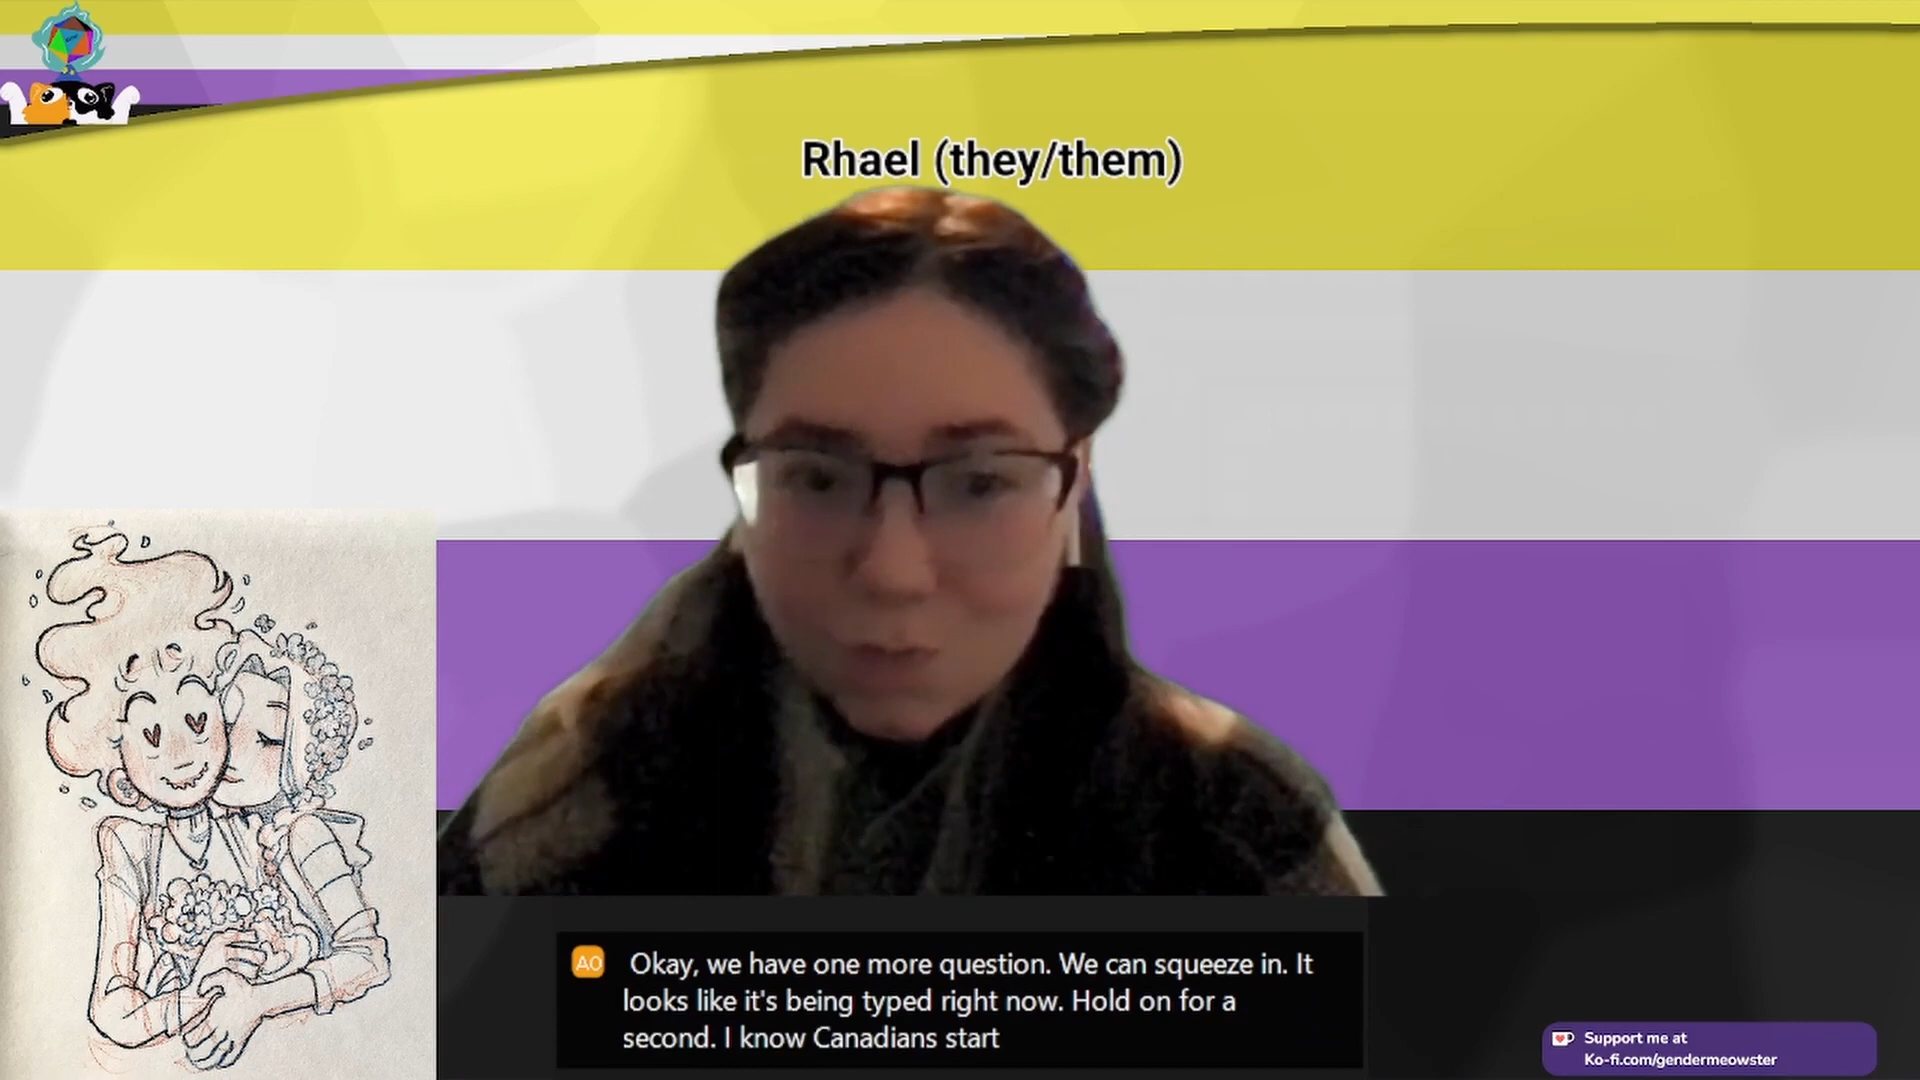 Rhael (they/them)
AO
Okay, we have one more question. We can squeeze in. It
looks like it's being typed right now. Hold on for a
second. I know Canadians start
Support me at
Ko-fi.com/gendermeowster